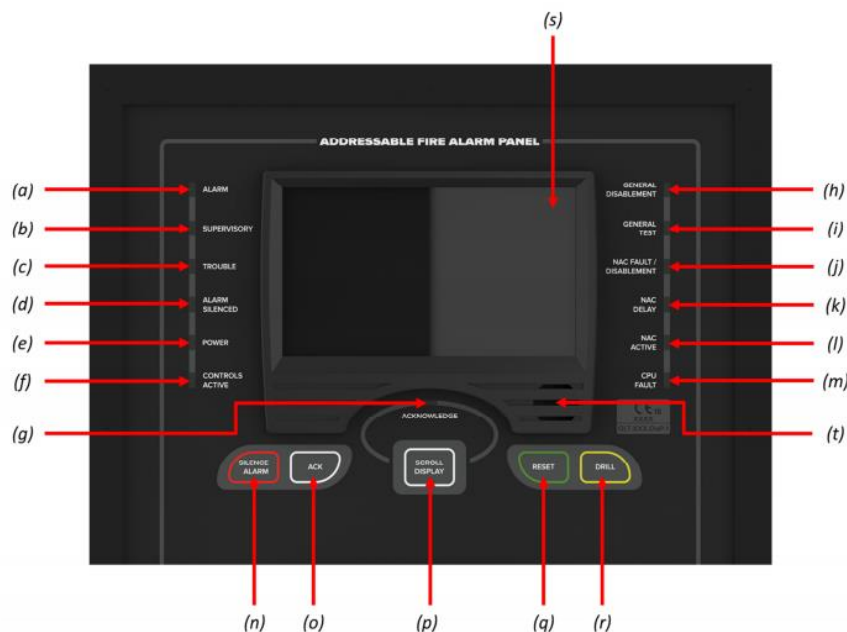 (s)
ADDRESSABLE FIRE ALARM PANEL
(a)
ALARM
(b)
SUPERVISORY
(c)
TROUBLE
(d)
ALARM
SILENCED
(e)
POWER
(f)
CONTROLS
ACTIVE
GENERAL
DISABLEMENT
(h)
GENERAL
TEST
(i)
NAC FAULT /
DISABLEMENT
(j)
NAC
DELAY
(k)
NAC
ACTIVE
(l)
CPU
FAULT
(m)
(g)
ACKNOWLEDGE
CE
(t)
SILENCE
ALARM
ACK
SCROLL
DISPLAY
RESET
DRILL
(n)
(o)
(p)
(q)
(r)